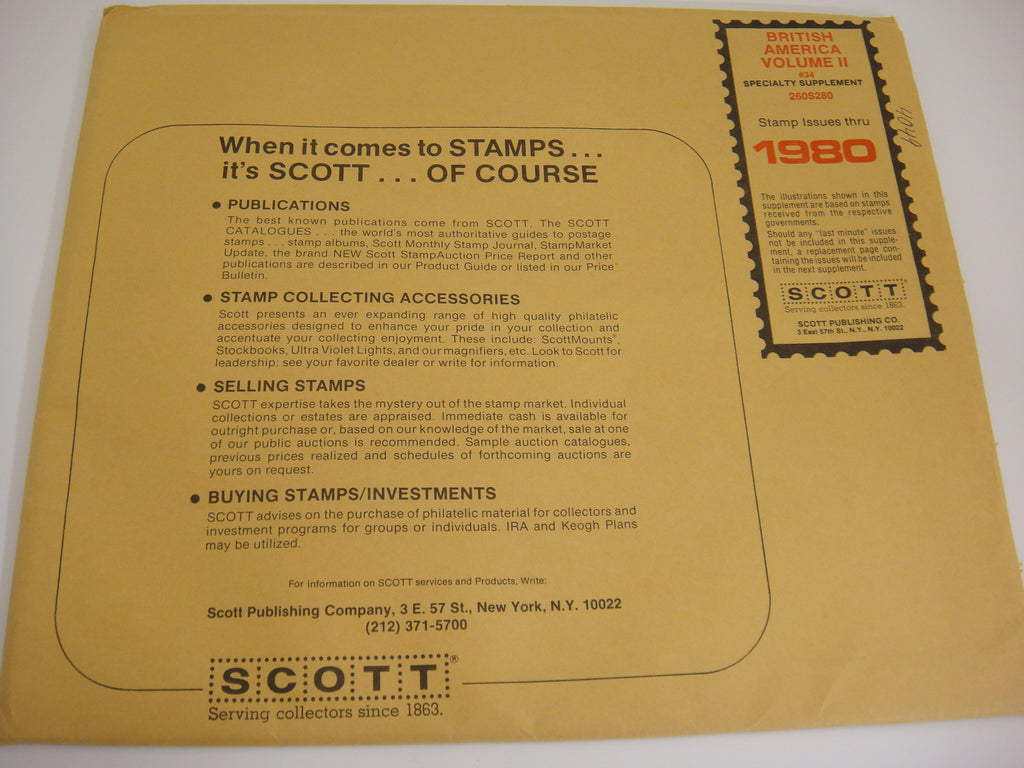 BRITISH
AMERICA
VOLUME II
#34
SPECIALTY SUPPLEMENT
260S280
Stamp Issues thru
1980
The illustrations shown in this
supplement are based on stamps
received from the respective
governments.
Should any "last minute" issues
not be included in this supple-
ment, a replacement page con-
taining the issues will be included
in the next supplement.
SCOTT
Serving collectors since 1863.
SCOTT PUBLISHING CO.
3 East 57th St., N.Y., N.Y. 10022
When it comes to STAMPS...
it's SCOTT ... OF COURSE
● PUBLICATIONS
The best known publications come from SCOTT. The SCOTT
CATALOGUES ... the world's most authoritative guides to postage
stamps ... stamp albums, Scott Monthly Stamp Journal, StampMarket
Update, the brand NEW Scott StampAuction Price Report and other
publications are described in our Product Guide or listed in our Price
Bulletin.
● STAMP COLLECTING ACCESSORIES
Scott presents an ever expanding range of high quality philatelic
accessories designed to enhance your pride in your collection and
accentuate your collecting enjoyment. These include: ScottMounts®,
Stockbooks, Ultra Violet Lights, and our magnifiers, etc. Look to Scott for
leadership: see your favorite dealer or write for information.
● SELLING STAMPS
SCOTT expertise takes the mystery out of the stamp market. Individual
collections or estates are appraised. Immediate cash is available for
outright purchase or, based on our knowledge of the market, sale at one
of our public auctions is recommended. Sample auction catalogues,
previous prices realized and schedules of forthcoming auctions are
yours on request.
● BUYING STAMPS/INVESTMENTS
SCOTT advises on the purchase of philatelic material for collectors and
investment programs for groups or individuals. IRA and Keogh Plans
may be utilized.
For information on SCOTT services and Products, Write:
Scott Publishing Company, 3 E. 57 St., New York, N.Y. 10022
(212) 371-5700
SCOTT®
Serving collectors since 1863.